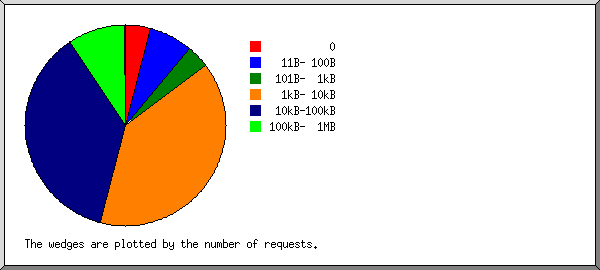 0
11B- 100B
101B- 1kB
1kB- 10kB
10kB-100kB
100kB- 1MB
The wedges are plotted by the number of requests.